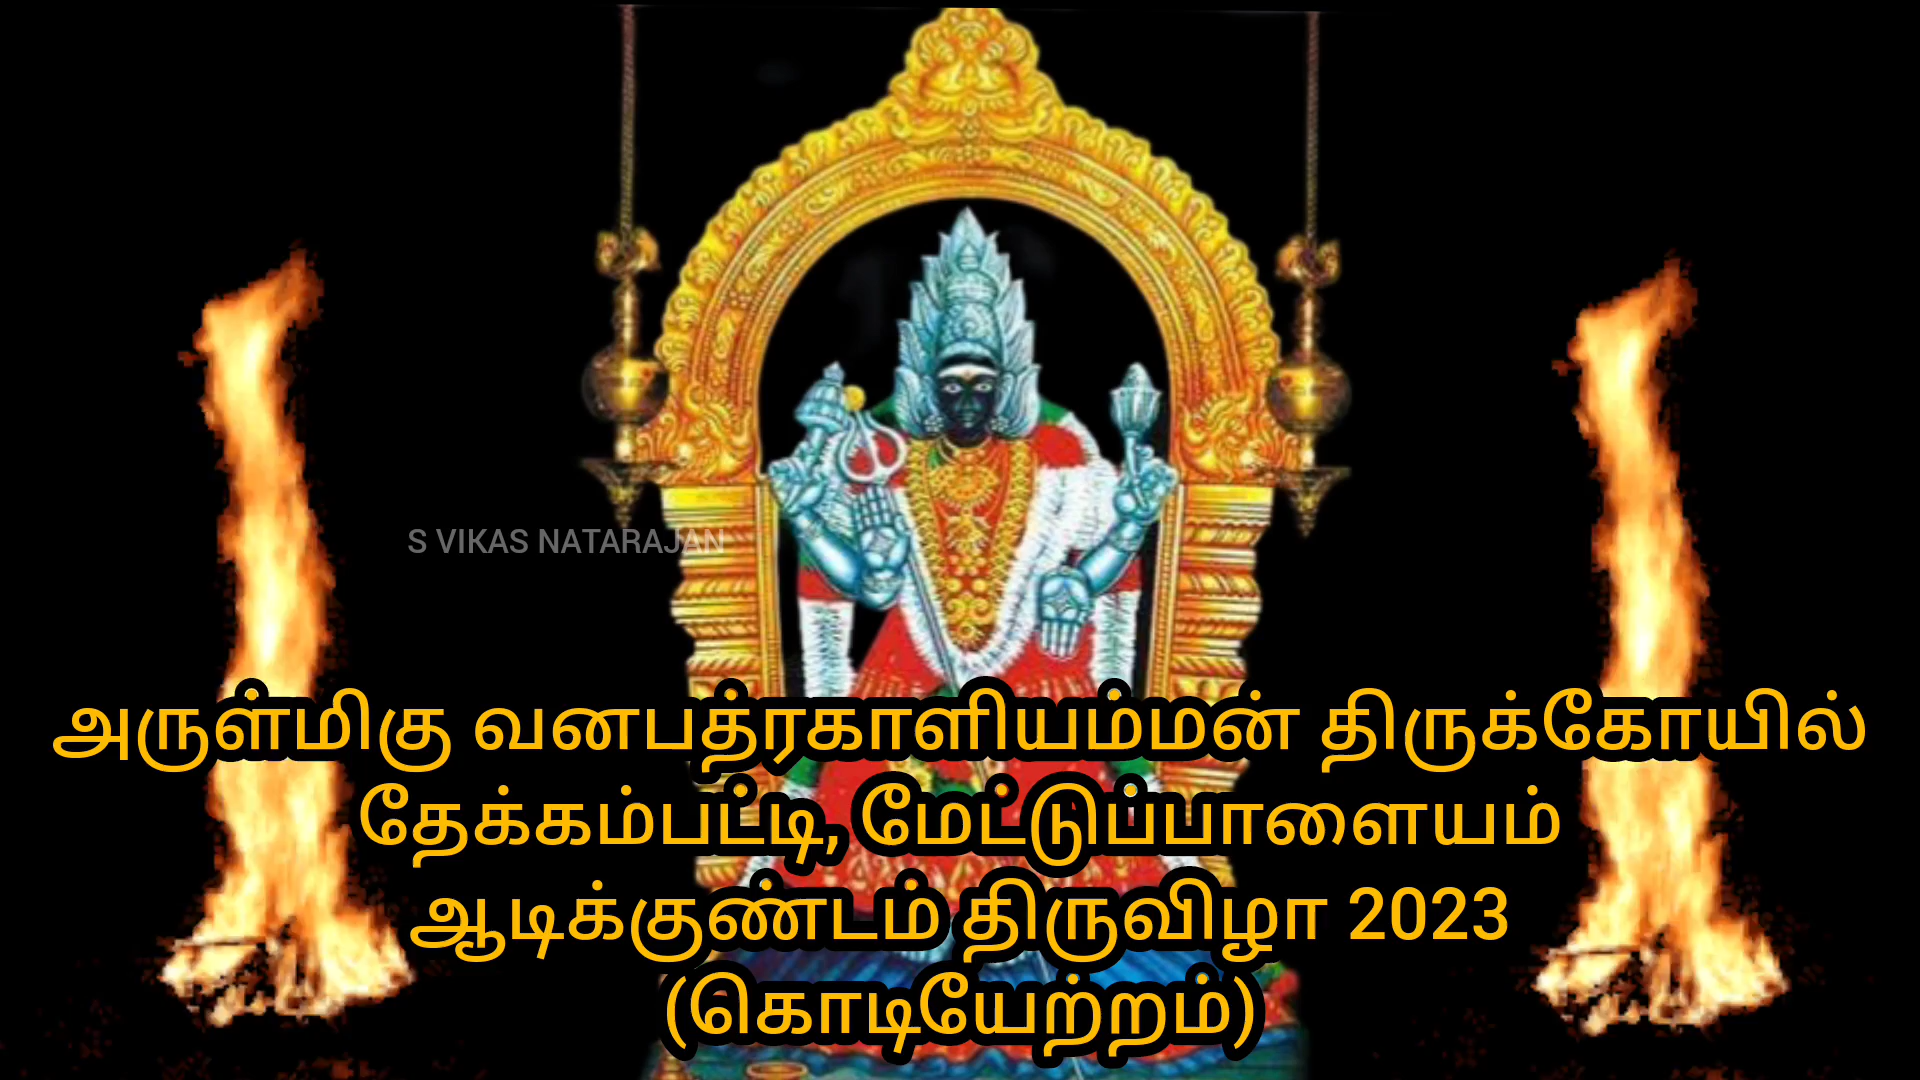 S VIKAS NATARAJAN
அருள்மிகு வனபத்ரகாளியம்மன் திருக்கோயில்
தேக்கம்பட்டி, மேட்டுப்பாளையம்
ஆடிக்குண்டம் திருவிழா 2023
(கொடியேற்றம்)